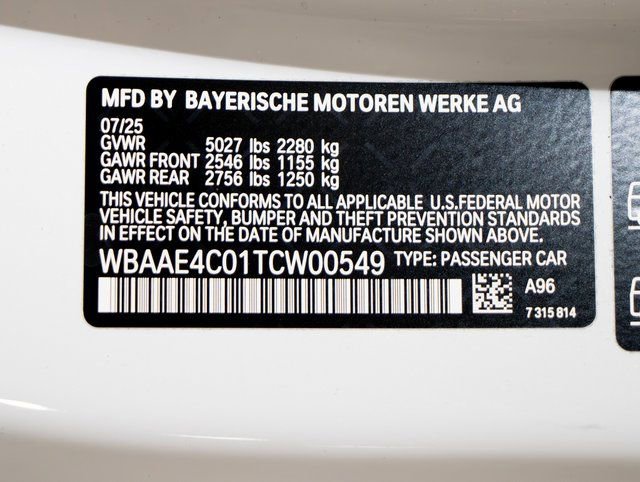 MFD BY BAYERISCHE MOTOREN WERKE AG
07/25
GVWR 5027 lbs 2280 kg
GAWR FRONT 2546 lbs 1155 kg
GAWR REAR 2756 lbs 1250 kg
THIS VEHICLE CONFORMS TO ALL APPLICABLE U.S.FEDERAL MOTOR
VEHICLE SAFETY, BUMPER AND THEFT PREVENTION STANDARDS
IN EFFECT ON THE DATE OF MANUFACTURE SHOWN ABOVE.
WBAAE4C01TCW00549 TYPE: PASSENGER CAR
A96
7 315 814